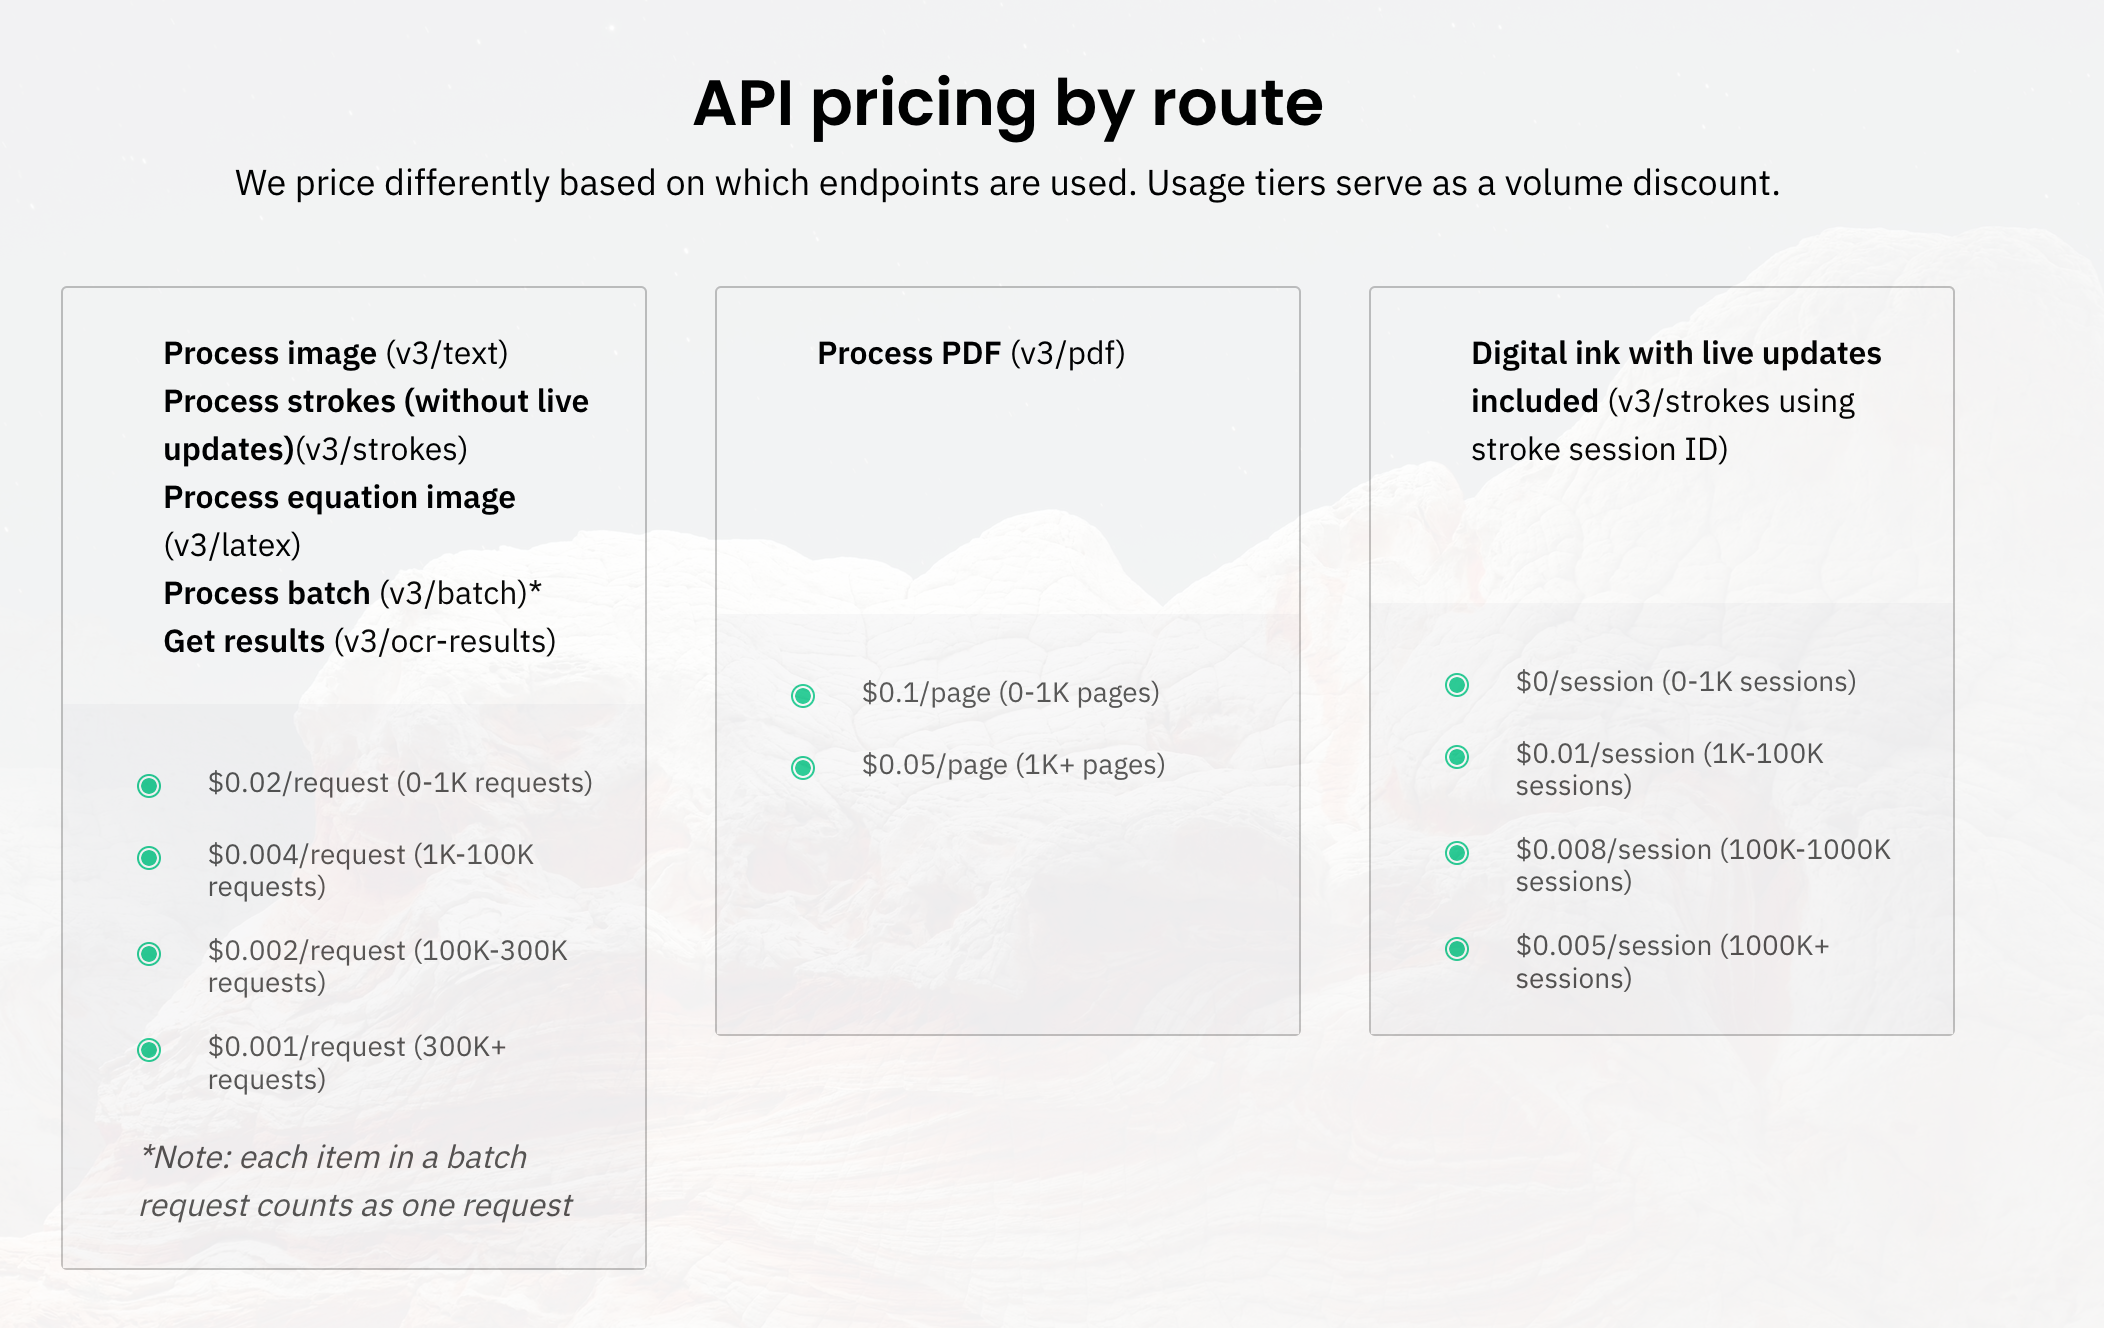 API pricing by route
We price differently based on which endpoints are used. Usage tiers serve as a volume discount.
Process image (v3/text)
Process strokes (without live
updates)(v3/strokes)
Process equation image
(v3/latex)
Process batch (v3/batch)*
Get results (v3/ocr-results)
$0.02/request (0-1K requests)
$0.004/request (1K-100K
requests)
$0.002/request (100K-300K
requests)
$0.001/request (300K+
requests)
*Note: each item in a batch
request counts as one request
Process PDF (v3/pdf)
$0.1/page (0-1K pages)
$0.05/page (1K+ pages)
Digital ink with live updates
included (v3/strokes using
stroke session ID)
$0/session (0-1K sessions)
$0.01/session (1K-100K
sessions)
$0.008/session (100K-1000K
sessions)
$0.005/session (1000K+
sessions)